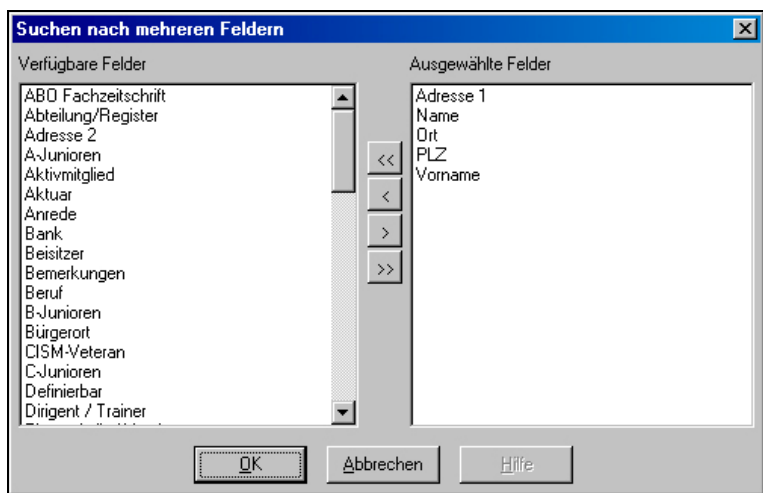 Suchen nach mehreren Feldern
Verfügbare Felder
Ausgewählte Felder
ABO Fachzeitschrift
Abteilung/Register
Adresse 2
A-Junioren
Aktivmitglied
Aktuar
Anrede
Bank
Beisitzer
Bemerkungen
Beruf
B-Junioren
Bürgerort
CISM-Veteran
C-Junioren
Definierbar
Dirigent / Trainer
<<
<
>
>>
Adresse 1
Name
Ort
PLZ
Vorname
OK
Abbrechen
Hilfe